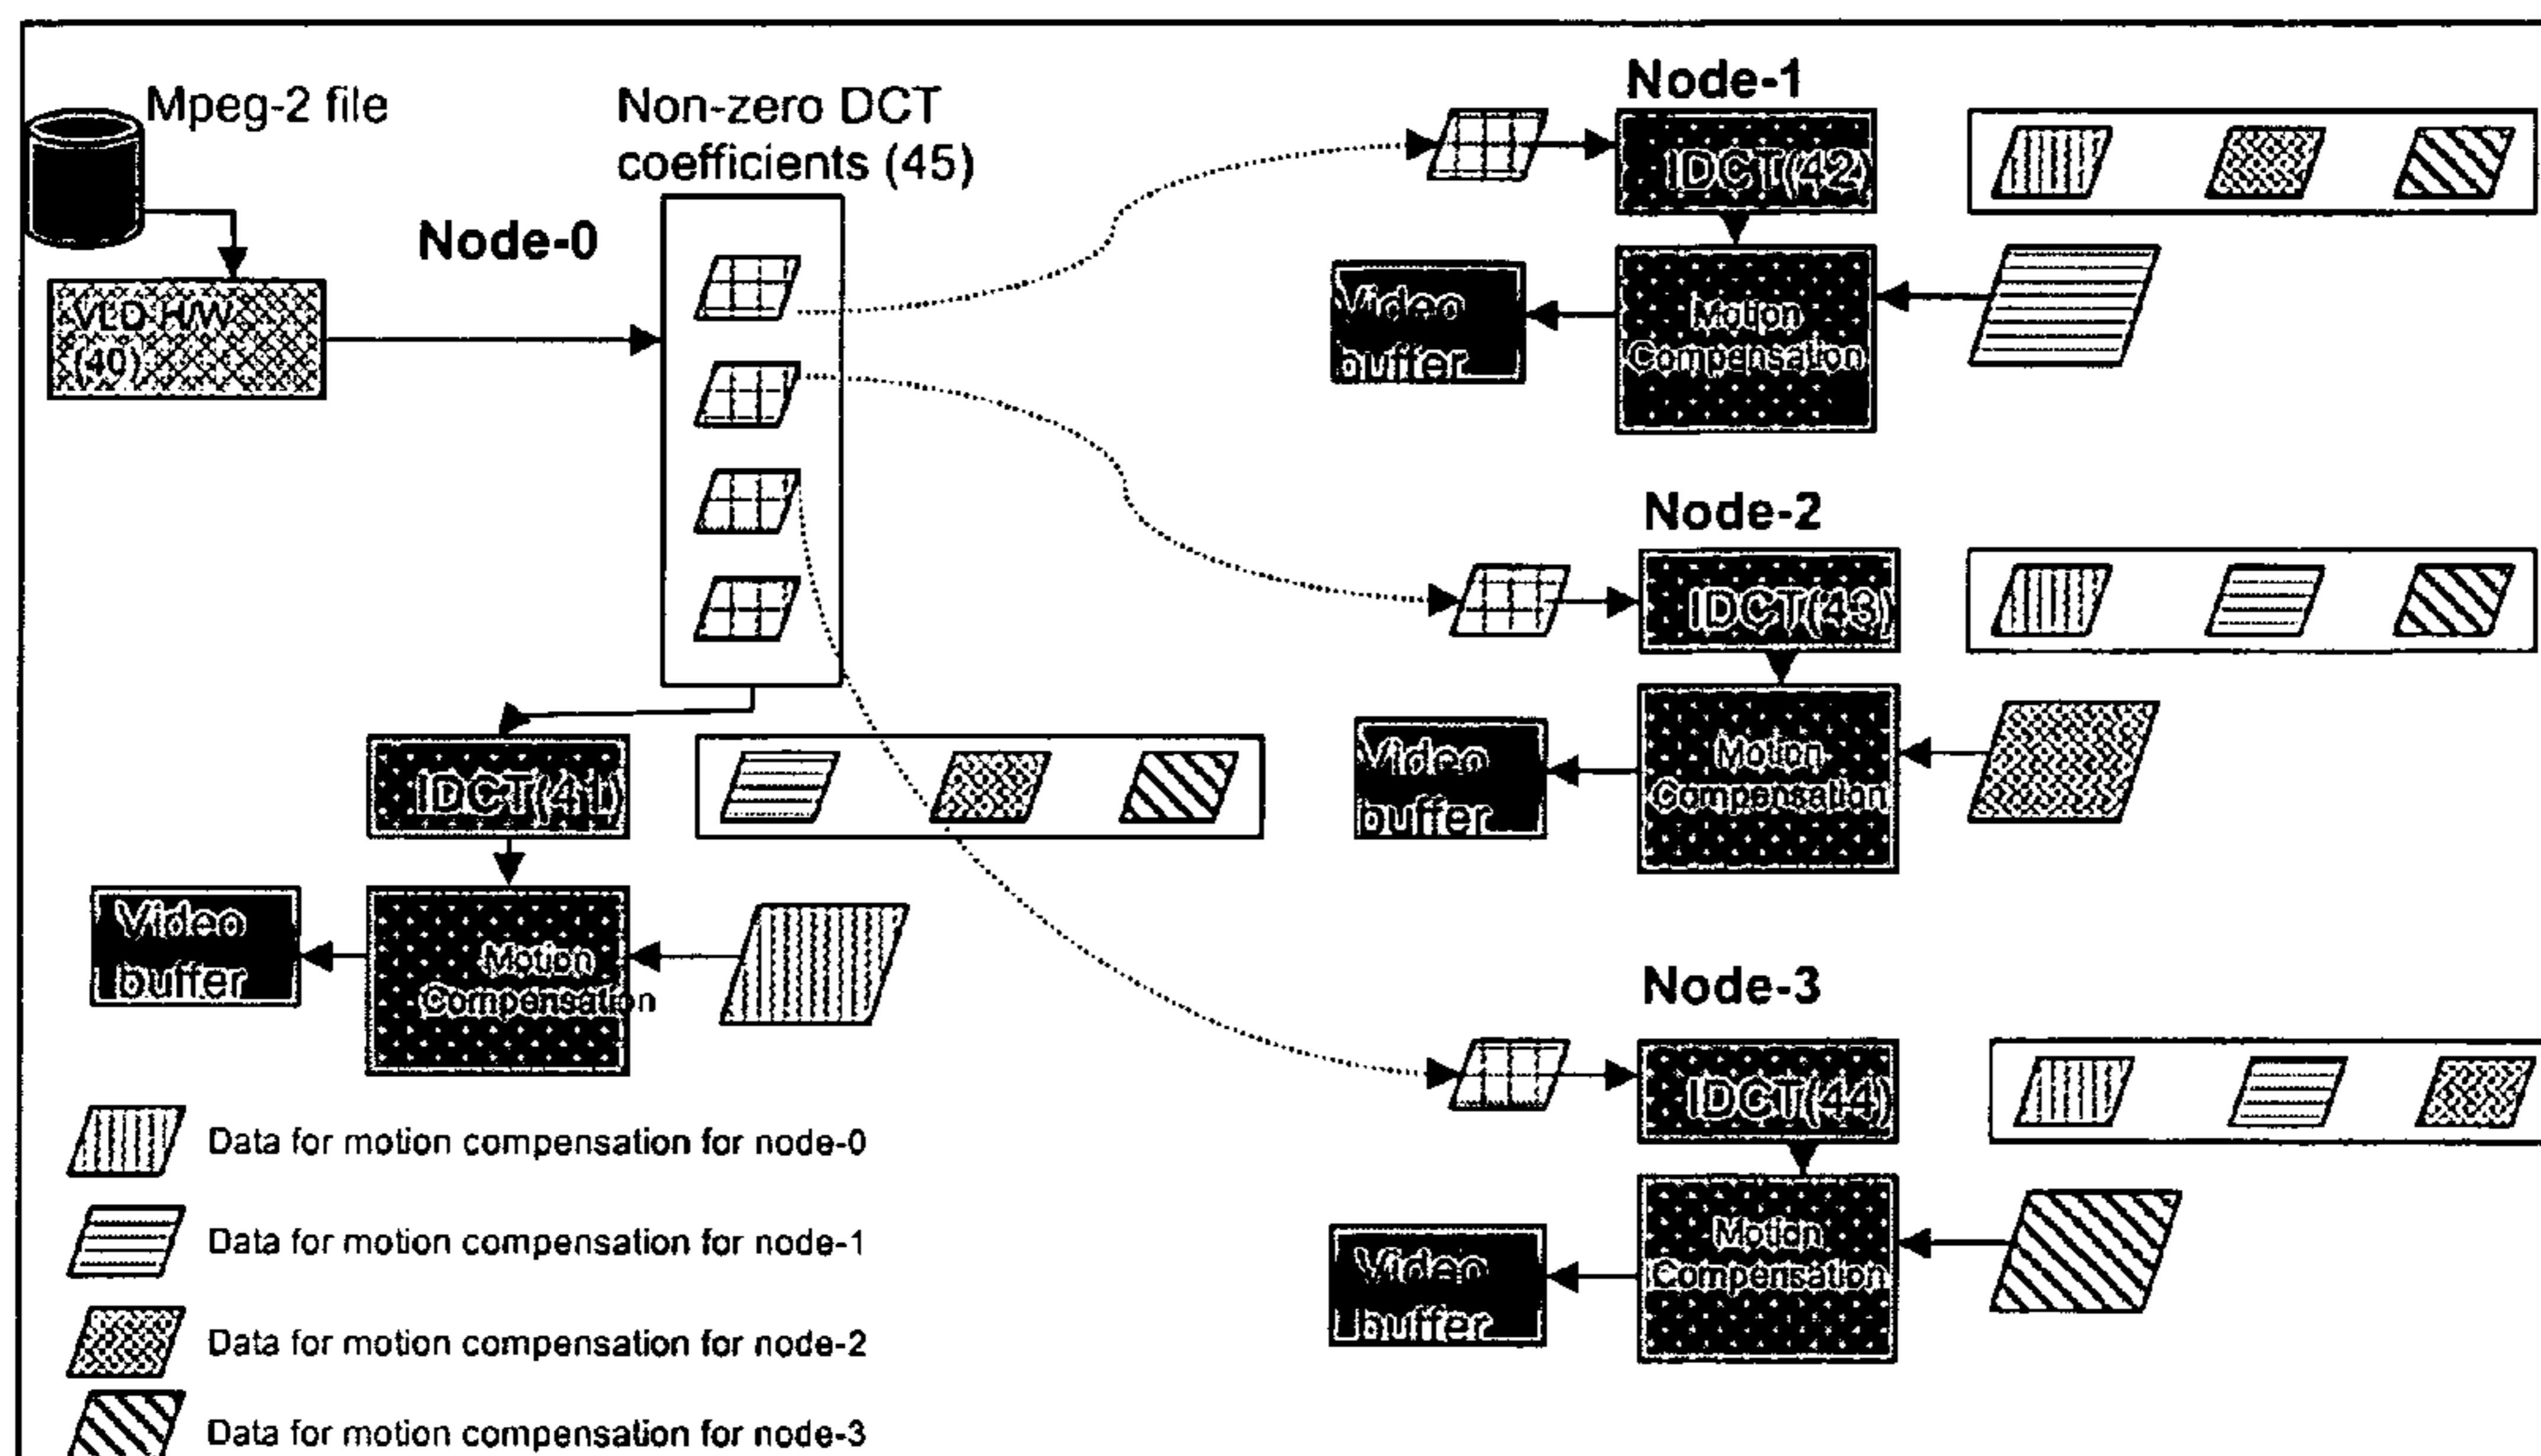 Mpeg-2 file
Non-zero DCT
coefficients (45)
Node-0
VLD H/W
(40)
IDCT(41)
Motion
Compensation
Video
buffer
Node-1
IDCT(42)
Motion
Compensation
Video
buffer
Node-2
IDCT(43)
Motion
Compensation
Video
buffer
Node-3
IDCT(44)
Motion
Compensation
Video
buffer
Data for motion compensation for node-0
Data for motion compensation for node-1
Data for motion compensation for node-2
Data for motion compensation for node-3